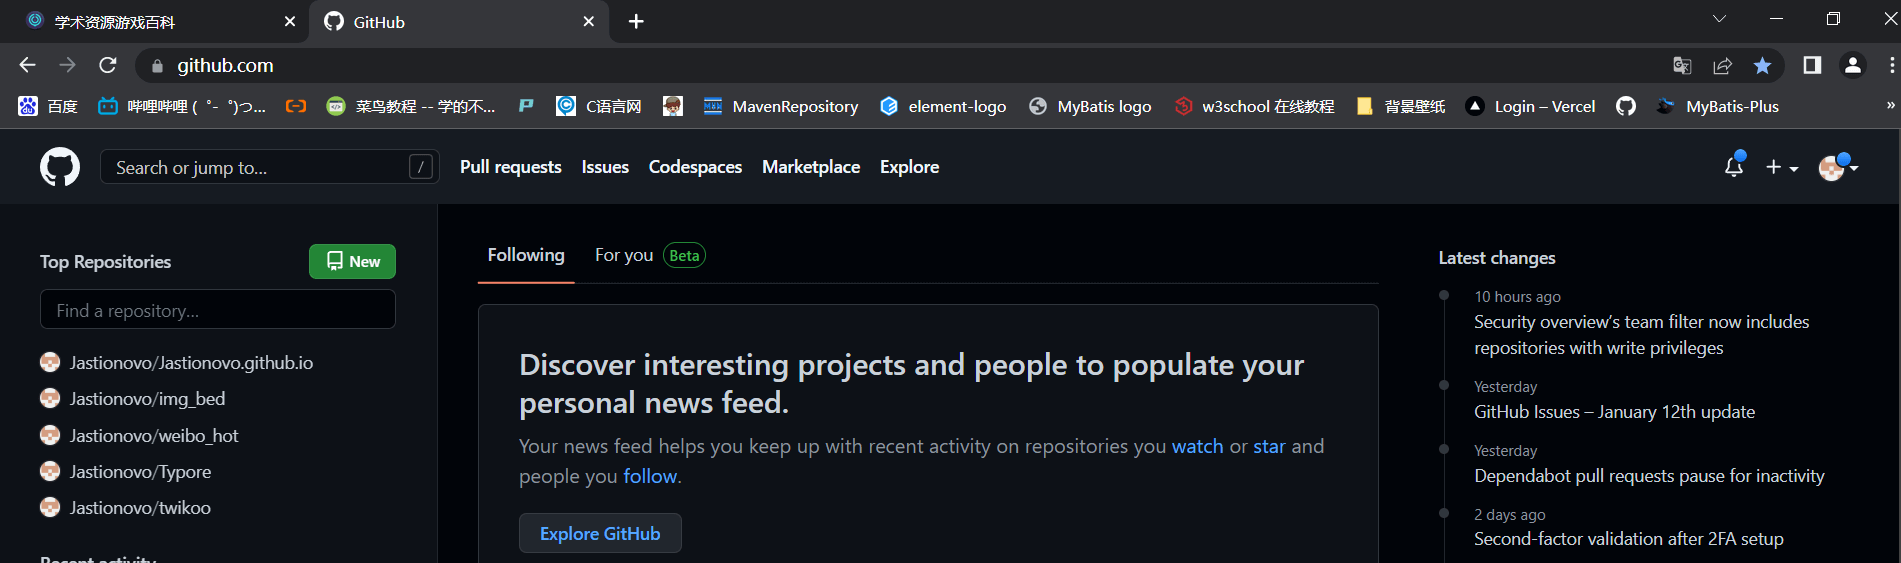 学术资源游戏百科
GitHub
github.com
百度
哔哩哔哩 (゜-゜)つ...
菜鸟教程 -- 学的不...
C语言网
MavenRepository
element-logo
MyBatis logo
w3school 在线教程
背景壁纸
Login – Vercel
MyBatis-Plus
»
Search or jump to...
/
Pull requests
Issues
Codespaces
Marketplace
Explore
Top Repositories
New
Find a repository...
Jastionovo/Jastionovo.github.io
Jastionovo/img_bed
Jastionovo/weibo_hot
Jastionovo/Typore
Jastionovo/twikoo
Recent activity
Following
For you
Beta
Discover interesting projects and people to populate your
personal news feed.
Your news feed helps you keep up with recent activity on repositories you watch or star and
people you follow.
Explore GitHub
Latest changes
10 hours ago
Security overview’s team filter now includes
repositories with write privileges
Yesterday
GitHub Issues – January 12th update
Yesterday
Dependabot pull requests pause for inactivity
2 days ago
Second-factor validation after 2FA setup